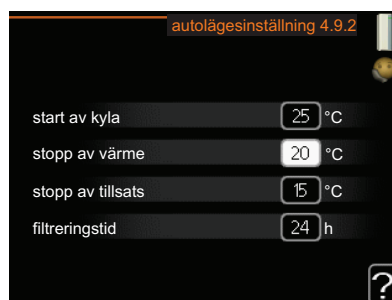 autolägesinställning 4.9.2
start av kyla 25 °C
stopp av värme 20 °C
stopp av tillsats 15 °C
filtreringstid 24 h
?